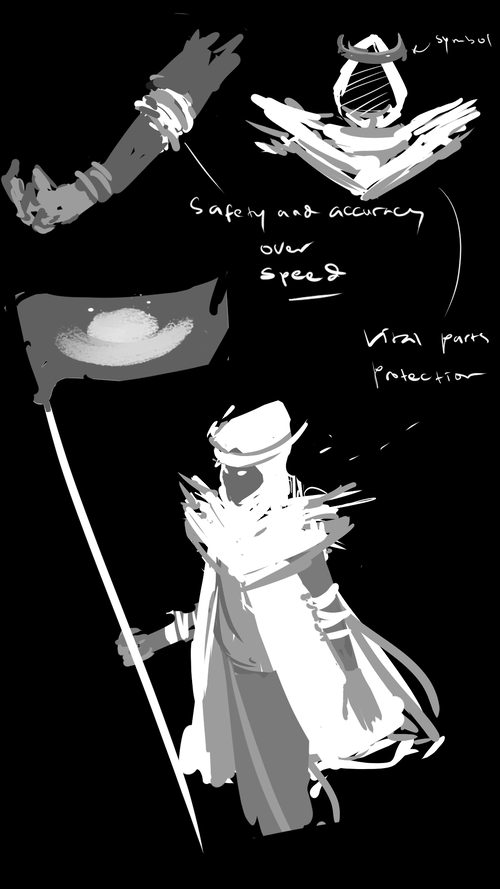 symbol
Safety and accuracy
over
speed
Vital parts
protection